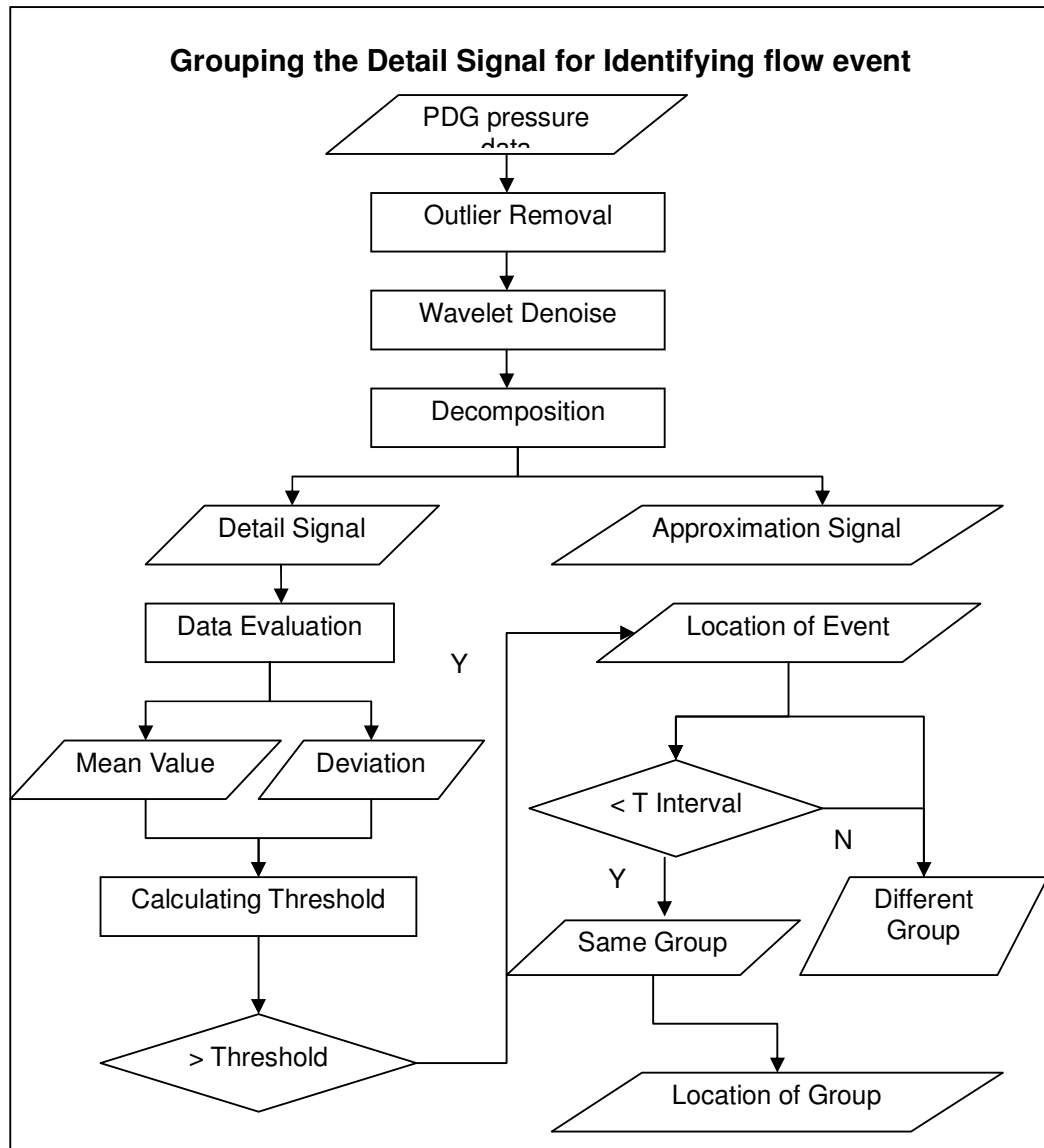 Grouping the Detail Signal for Identifying flow event
PDG pressure
data
Outlier Removal
Wavelet Denoise
Decomposition
Detail Signal
Approximation Signal
Data Evaluation
Y
Location of Event
Mean Value
Deviation
< T Interval
N
Calculating Threshold
Y
Different
Group
Same Group
> Threshold
Location of Group